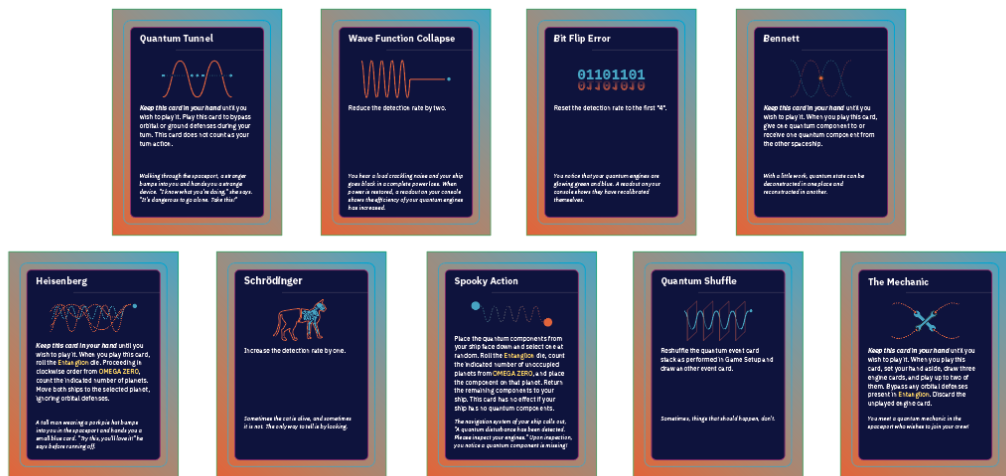 Quantum Tunnel
Keep this card in your hand until you
wish to play it. Play this card to bypass
orbital or ground defenses during your
turn. This card does not count as your
turn action.
Walking through the spaceport, a stranger
bumps into you and hands you a strange
device. "I know what you're doing," she says.
"It's dangerous to go alone. Take this!"
Wave Function Collapse
Reduce the detection rate by two.
You hear a loud crackling noise and your ship
goes black in a complete power loss. When
power is restored, a readout on your console
shows the efficiency of your quantum engines
has increased.
Bit Flip Error
01101101
01101010
Reset the detection rate to the first "4".
You notice that your quantum engines are
glowing green and blue. A readout on your
console shows they have recalibrated
themselves.
Bennett
Keep this card in your hand until you
wish to play it. When you play this card,
give one quantum component to or
receive one quantum component from
the other spaceship.
With a little work, quantum state can be
deconstructed in one place and
reconstructed in another.
Heisenberg
Keep this card in your hand until you
wish to play it. When you play this card,
roll the Entanglion die. Proceeding in
clockwise order from OMEGA ZERO,
count the indicated number of planets.
Move both ships to the selected planet,
ignoring orbital defenses.
A tall man wearing a pork pie hat bumps
into you in the spaceport and hands you a
small blue card. "Try this, you'll love it" he
says before running off.
Schrödinger
Increase the detection rate by one.
Sometimes the cat is alive, and sometimes
it is not. The only way to tell is by looking.
Spooky Action
Place the quantum components from
your ship face down and select one at
random. Roll the Entanglion die, count
the indicated number of unoccupied
planets from OMEGA ZERO, and place
the component on that planet. Return
the remaining components to your
ship. This card has no effect if your
ship has no quantum components.
The navigation system of your ship calls out,
"A quantum disturbance has been detected.
Please inspect your engines." Upon inspection,
you notice a quantum component is missing!
Quantum Shuffle
Reshuffle the quantum event card
stack as performed in Game Setup and
draw another event card.
Sometimes, things that should happen, don't.
The Mechanic
Keep this card in your hand until you
wish to play it. When you play this card,
set your hand aside, draw three
engine cards, and play up to two of
them. Bypass any orbital defenses
present in Entanglion. Discard the
unplayed engine card.
You meet a quantum mechanic in the
spaceport who wishes to join your crew!